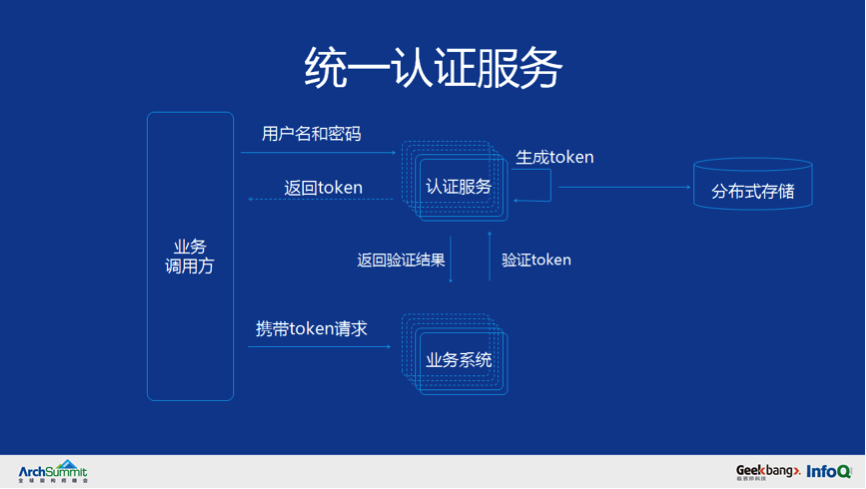 统一认证服务
用户名和密码
生成token
返回token
认证服务
分布式存储
业务
调用方
返回验证结果
验证token
携带token请求
业务系统
ArchSummit
全球架构师峰会
Geekbang>.
极客邦科技
InfoQ